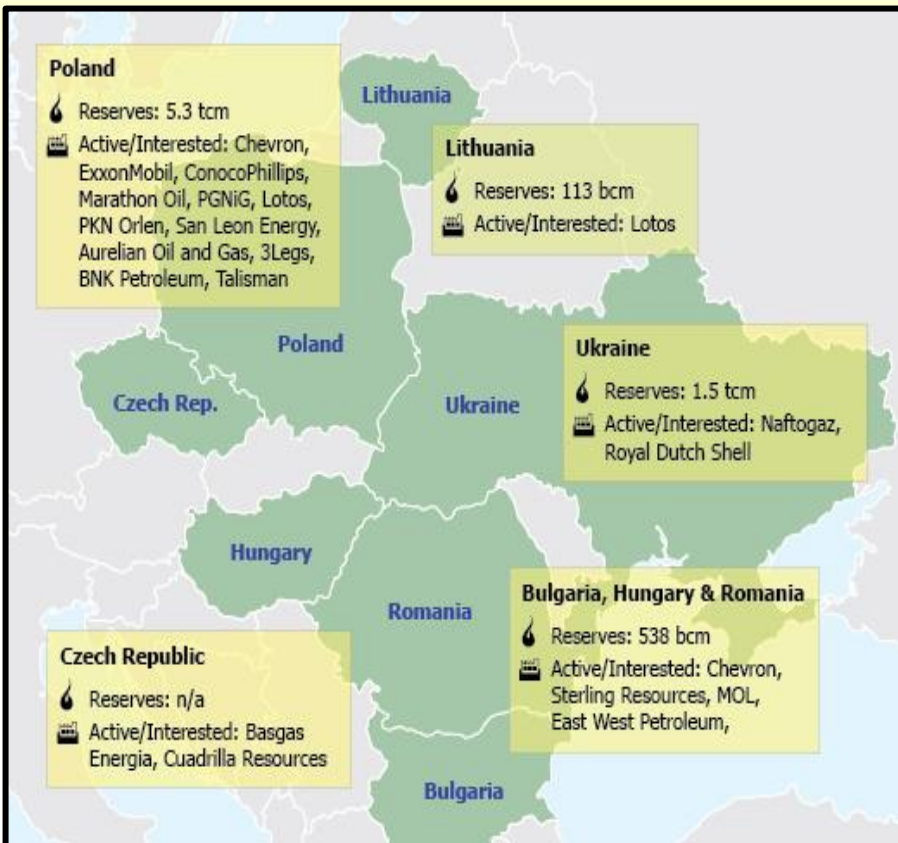 Poland
Reserves: 5.3 tcm
Active/Interested: Chevron,
ExxonMobil, ConocoPhillips,
Marathon Oil, PGNiG, Lotos,
PKN Orlen, San Leon Energy,
Aurelian Oil and Gas, 3Legs,
BNK Petroleum, Talisman
Lithuania
Lithuania
Reserves: 113 bcm
Active/Interested: Lotos
Poland
Czech Rep.
Ukraine
Ukraine
Reserves: 1.5 tcm
Active/Interested: Naftogaz,
Royal Dutch Shell
Hungary
Romania
Bulgaria, Hungary & Romania
Reserves: 538 bcm
Active/Interested: Chevron,
Sterling Resources, MOL,
East West Petroleum,
Czech Republic
Reserves: n/a
Active/Interested: Basgas
Energia, Cuadrilla Resources
Bulgaria